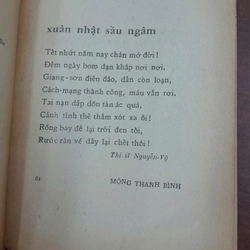 xuân nhật sầu ngâm
Tết nhứt năm nay chán mớ đời!
Đêm ngày bom đạn khắp nơi nơi.
Giang-sơn điên đảo, dân còn loạn,
Cách-mạng thành công, máu vẫn rơi.
Tai nạn dập dồn tàn ác quá,
Cảnh tình thê thảm xót xa ôi!
Rồng bay để lại trời đen tối,
Rước rắn về đây lại chết thôi!
Thi sĩ Nguyễn-Vỹ
MỘNG THANH BÌNH